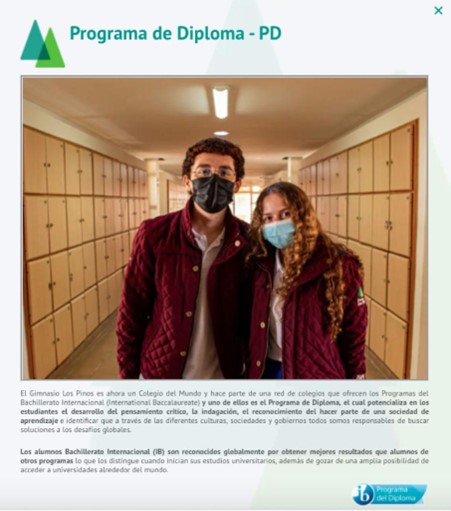 Programa de Diploma - PD
El Gimnasio Los Pinos es ahora un Colegio del Mundo y hace parte de una red de colegios que ofrecen los Programas del
Bachillerato Internacional (International Baccalaureate) y uno de ellos es el Programa de Diploma, el cual potencializa en los
estudiantes el desarrollo del pensamiento crítico, la indagación, el reconocimiento del hacer parte de una sociedad de
aprendizaje e identificar que a través de las diferentes culturas, sociedades y gobiernos todos somos responsables de buscar
soluciones a los desafíos globales.
Los alumnos Bachillerato Internacional (IB) son reconocidos globalmente por obtener mejores resultados que alumnos de
otros programas lo que los distingue cuando inician sus estudios universitarios, además de gozar de una amplia posibilidad de
acceder a universidades alrededor del mundo.
ib Programa
del Diploma